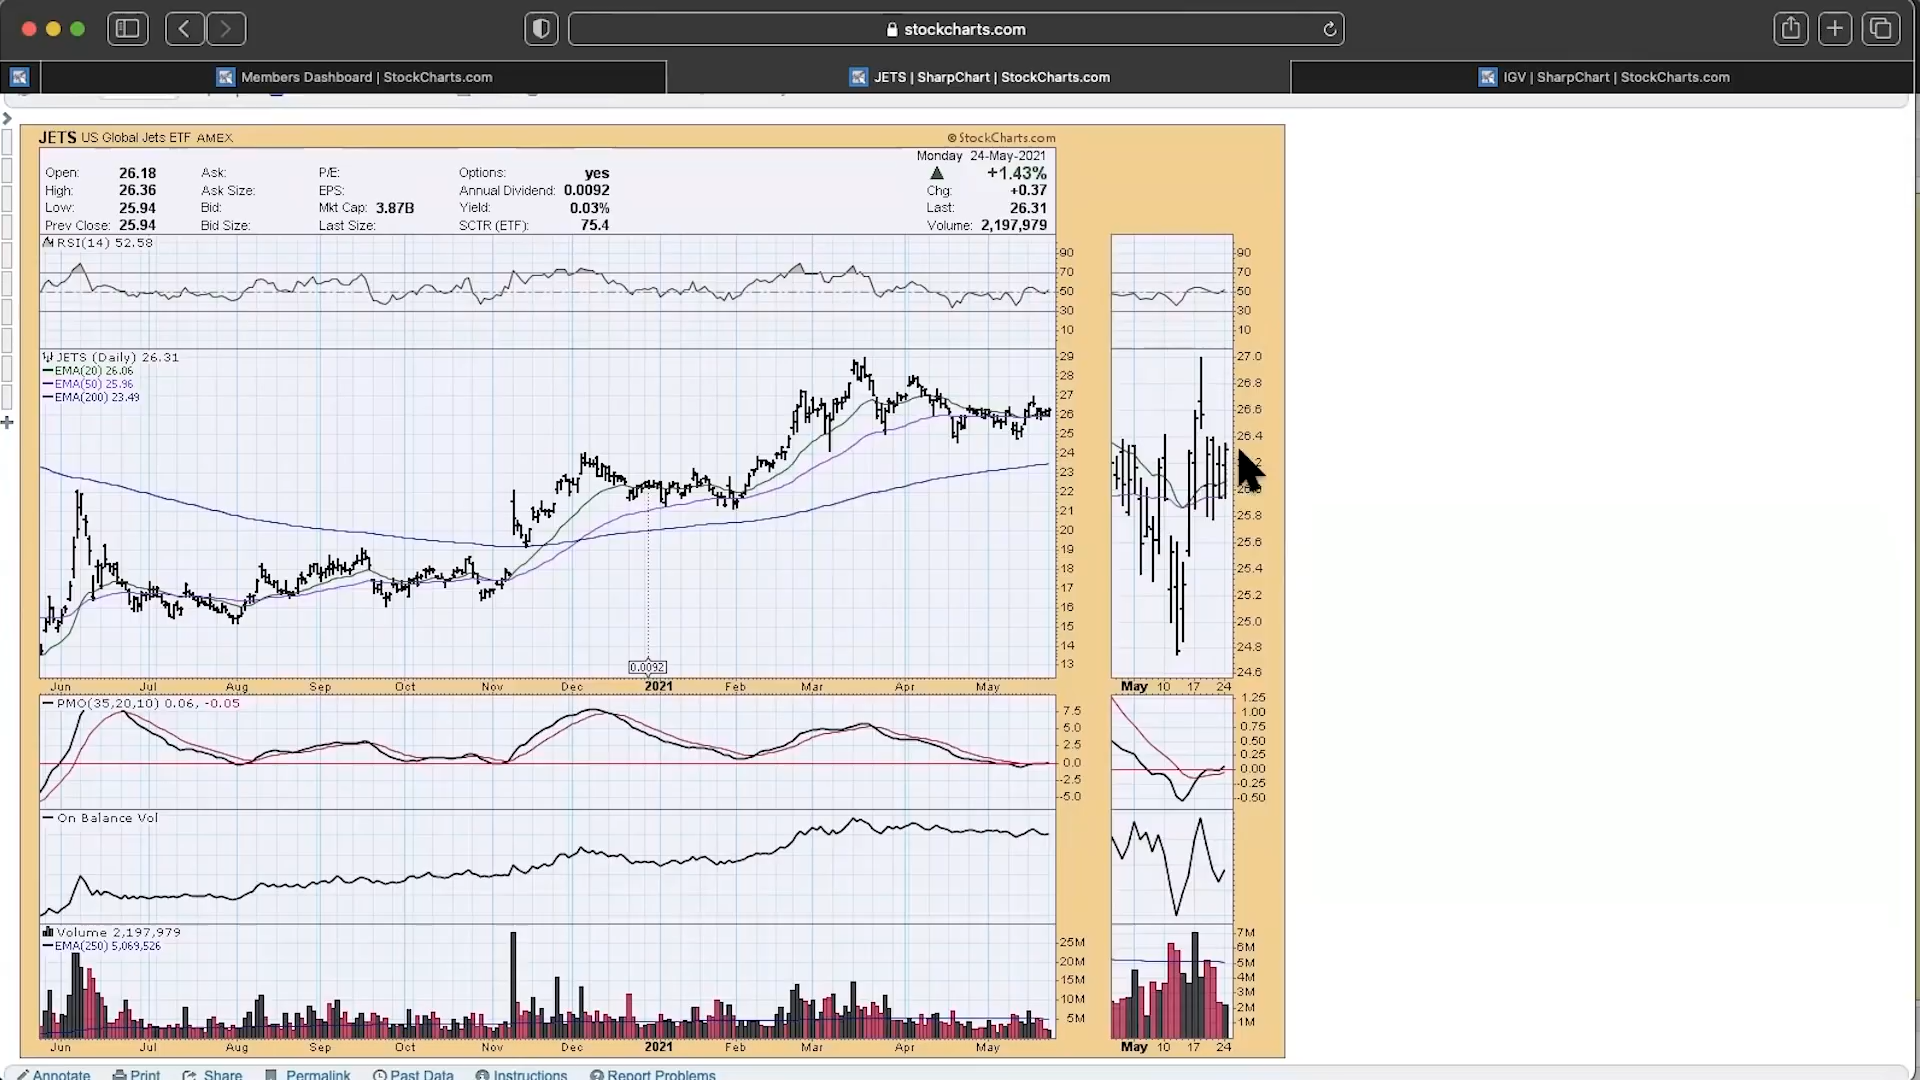 stockcharts.com
Members Dashboard | StockCharts.com
JETS | SharpChart | StockCharts.com
IGV | SharpChart | StockCharts.com
JETS US Global Jets ETF AMEX
© StockCharts.com
Monday 24-May-2021
Open: 26.18 Ask: P/E: Options: yes +1.43%
High: 26.36 Ask Size: EPS: Annual Dividend: 0.0092 Chg: +0.37
Low: 25.94 Bid: Mkt Cap: 3.87B Yield: 0.03% Last: 26.31
Prev Close: 25.94 Bid Size: Last Size: SCTR (ETF): 75.4 Volume: 2,197,979
RSI(14) 52.58
90
70
50
30
10
90
70
50
30
10
JETS (Daily) 26.31
EMA(20) 26.06
EMA(50) 25.96
EMA(200) 23.49
29
28
27
26
25
24
23
22
21
20
19
18
17
16
15
14
13
27.0
26.8
26.6
26.4
25.8
25.6
25.4
25.2
25.0
24.8
24.6
0.0092
Jun Jul Aug Sep Oct Nov Dec 2021 Feb Mar Apr May
May 10 17 24
PMO(35,20,10) 0.06, -0.05
7.5
5.0
2.5
0.0
-2.5
-5.0
1.25
1.00
0.75
0.50
0.25
0.00
-0.25
-0.50
On Balance Vol
Volume 2,197,979
EMA(250) 5,069,526
25M
20M
15M
10M
5M
7M
6M
5M
4M
3M
2M
1M
Jun Jul Aug Sep Oct Nov Dec 2021 Feb Mar Apr May
May 10 17 24
Annotate Print Share Permalink Past Data Instructions Report Problems